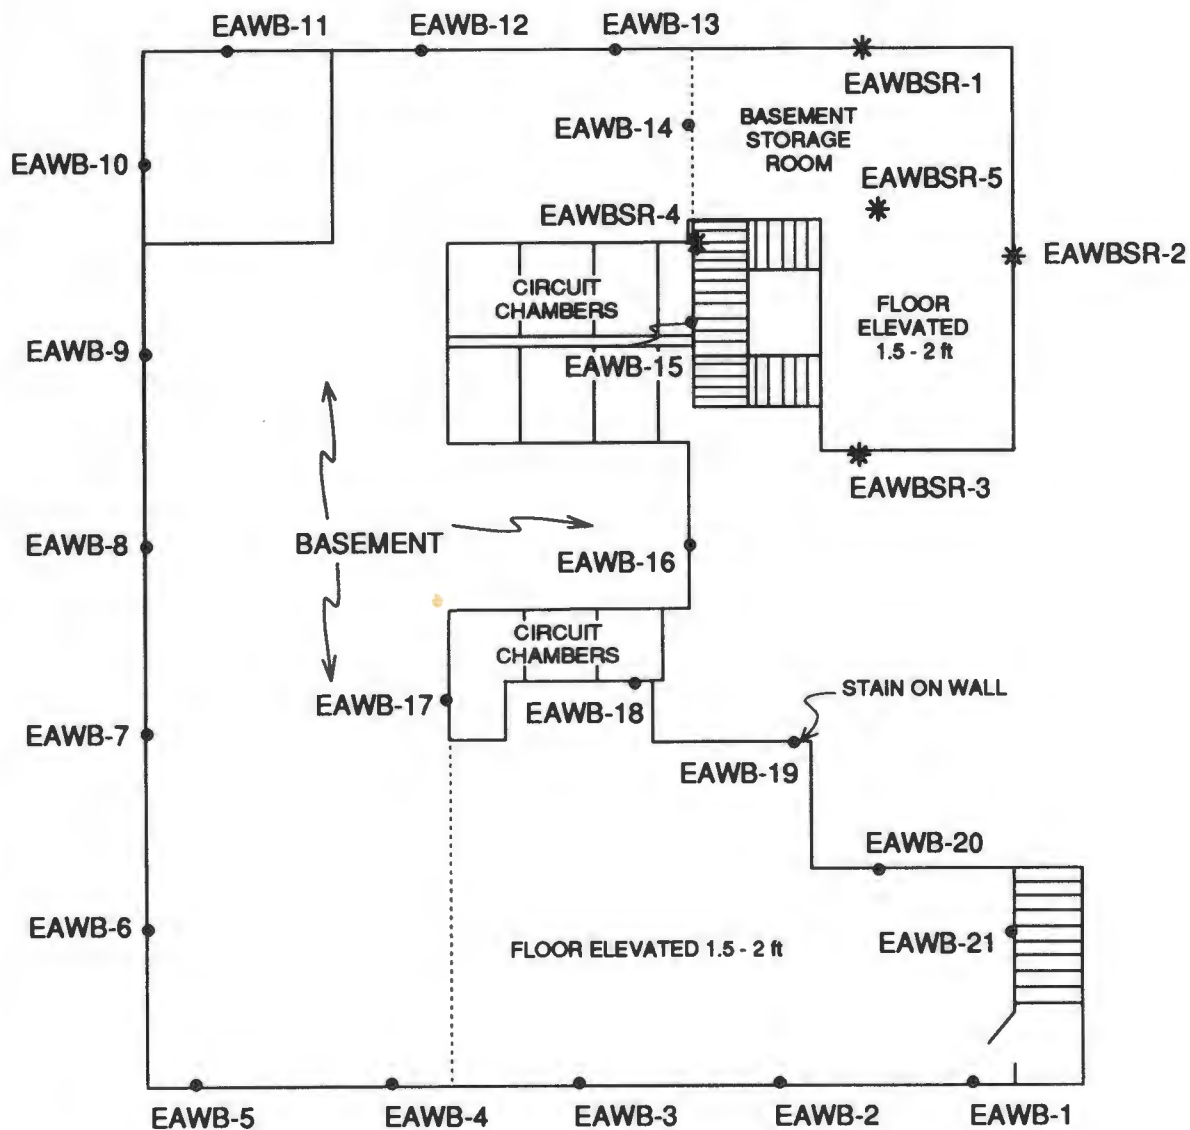 EAWB-11
EAWB-12
EAWB-13
EAWBSR-1
EAWB-14
BASEMENT
STORAGE
ROOM
EAWB-10
EAWBSR-5
EAWBSR-4
EAWBSR-2
CIRCUIT
CHAMBERS
FLOOR
ELEVATED
1.5 - 2 ft
EAWB-9
EAWB-15
EAWBSR-3
BASEMENT
EAWB-8
EAWB-16
CIRCUIT
CHAMBERS
STAIN ON WALL
EAWB-17
EAWB-18
EAWB-7
EAWB-19
EAWB-20
EAWB-6
FLOOR ELEVATED 1.5 - 2 ft
EAWB-21
EAWB-5
EAWB-4
EAWB-3
EAWB-2
EAWB-1